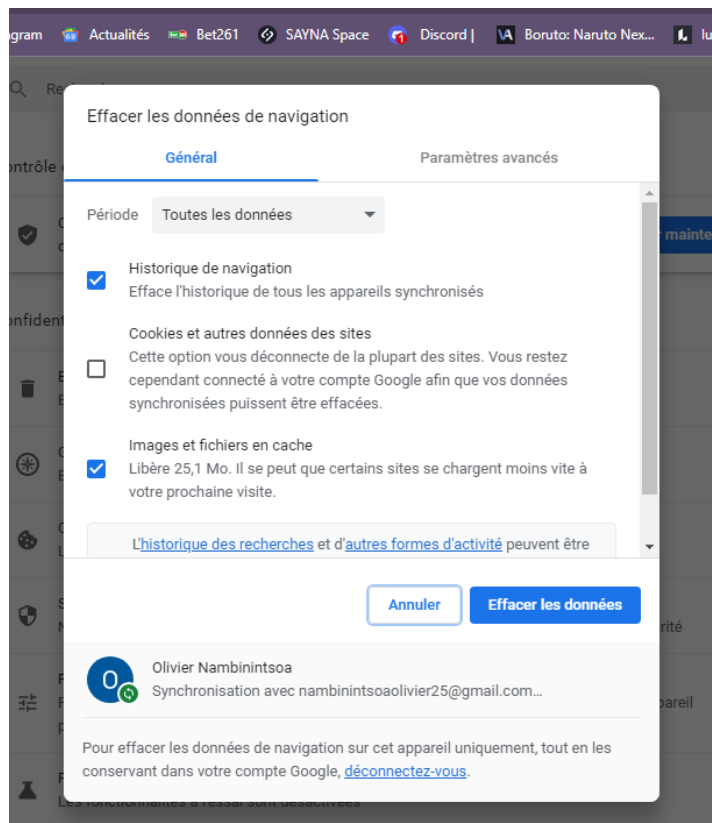 Actualités Bet261 SAYNA Space Discord | Boruto: Naruto Nex...
Effacer les données de navigation
Général Paramètres avancés
Période Toutes les données
Historique de navigation
Efface l'historique de tous les appareils synchronisés
Cookies et autres données des sites
Cette option vous déconnecte de la plupart des sites. Vous restez
cependant connecté à votre compte Google afin que vos données
synchronisées puissent être effacées.
Images et fichiers en cache
Libère 25,1 Mo. Il se peut que certains sites se chargent moins vite à
votre prochaine visite.
L'historique des recherches et d'autres formes d'activité peuvent être
Annuler Effacer les données
O Olivier Nambinintsoa
Synchronisation avec nambinintsoaolivier25@gmail.com...
Pour effacer les données de navigation sur cet appareil uniquement, tout en les
conservant dans votre compte Google, déconnectez-vous.